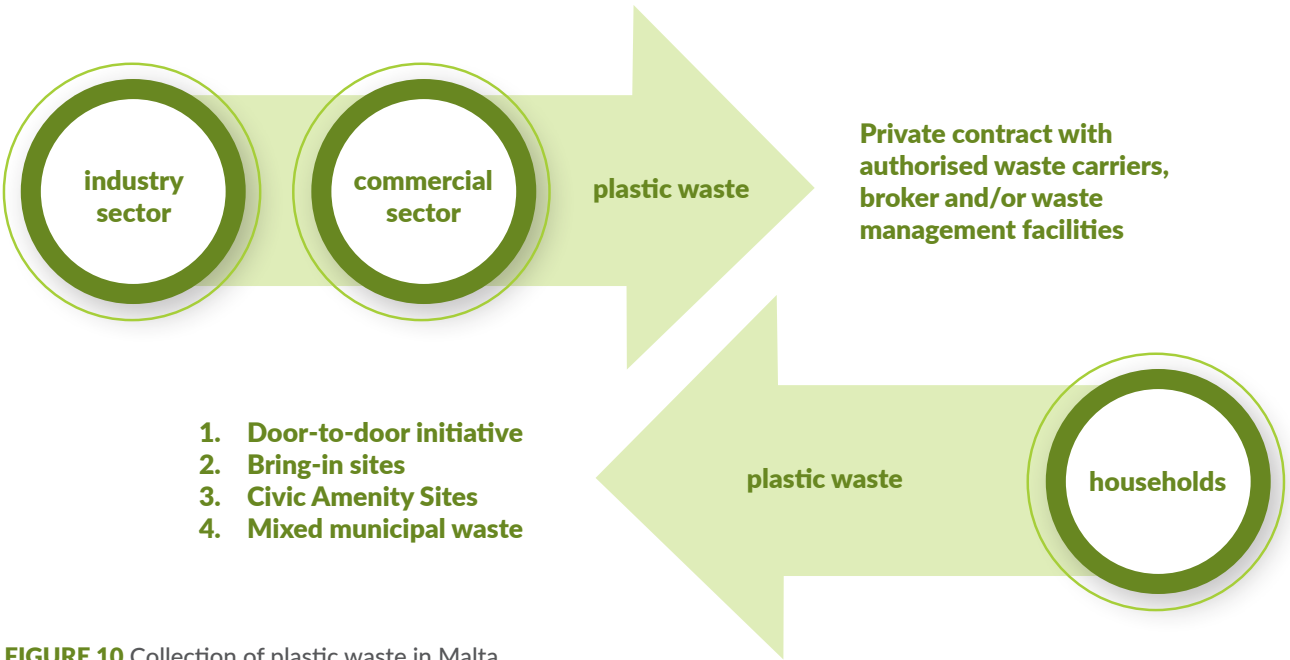 industry
sector
commercial
sector
plastic waste
Private contract with
authorised waste carriers,
broker and/or waste
management facilities
1. Door-to-door initiative
2. Bring-in sites
3. Civic Amenity Sites
4. Mixed municipal waste
plastic waste
households
FIGURE 10 Collection of plastic waste in Malta